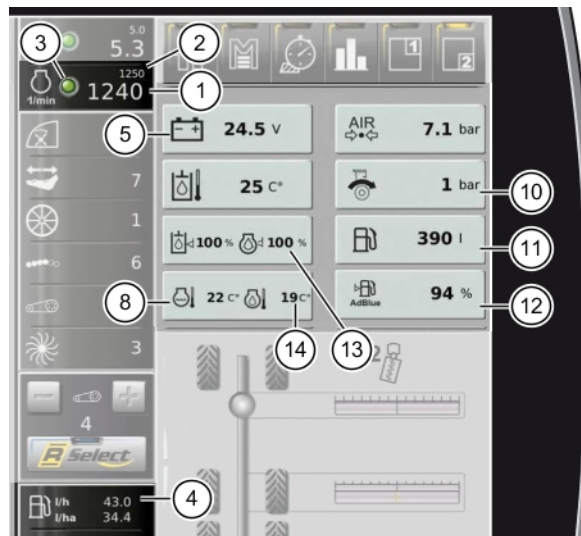 5.0
5.3
1250
1/min 1240
7
1
6
3
4
R Select
l/h 43.0
l/ha 34.4
1
2
24.5 V
AIR 7.1 bar
25 C°
1 bar
100 % 100 %
390 l
22 C° 19 C°
AdBlue 94 %
2
3
2
1
5
8
4
10
11
12
13
14